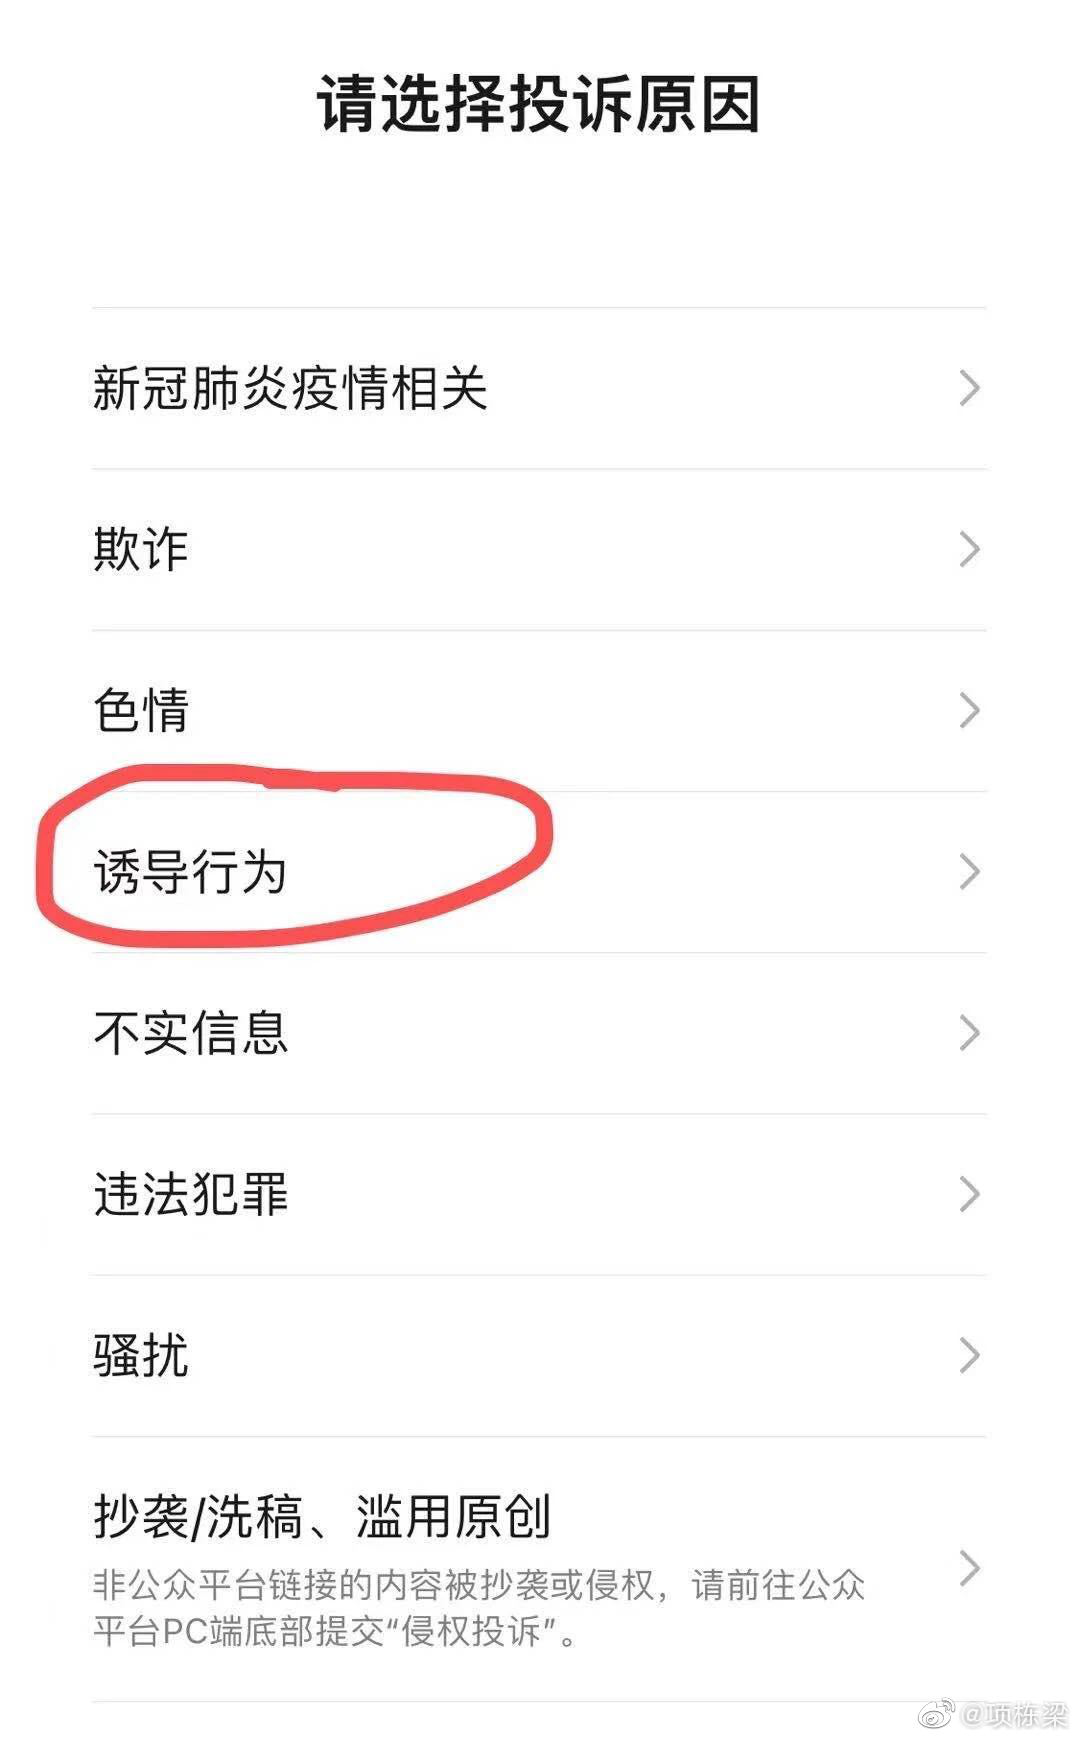 请选择投诉原因
新冠肺炎疫情相关
欺诈
色情
诱导行为
不实信息
违法犯罪
骚扰
抄袭/洗稿、滥用原创
非公众平台链接的内容被抄袭或侵权，请前往公众
平台PC端底部提交“侵权投诉”。
@项栋梁